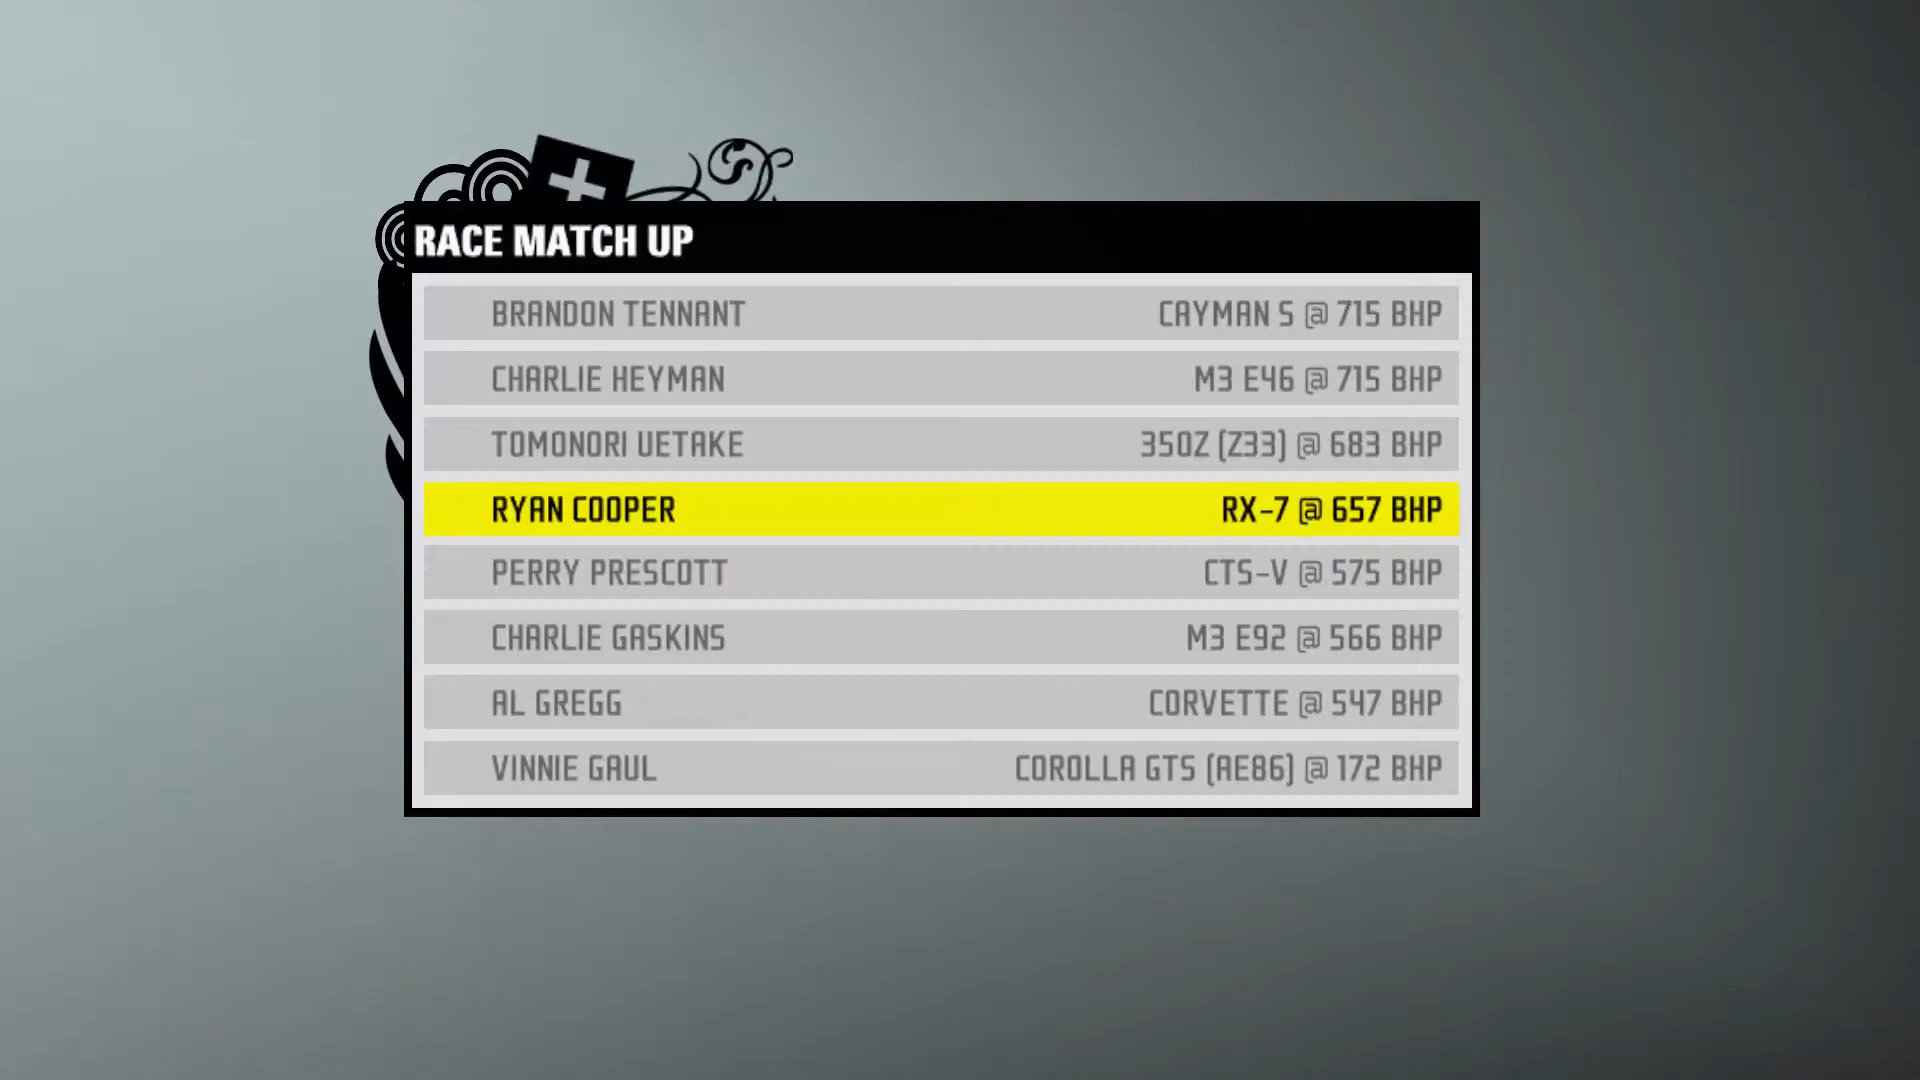 RACE MATCH UP
BRANDON TENNANT CAYMAN S @ 715 BHP
CHARLIE HEYMAN M3 E46 @ 715 BHP
TOMONORI UETAKE 350Z (Z33) @ 683 BHP
RYAN COOPER RX-7 @ 657 BHP
PERRY PRESCOTT CTS-V @ 575 BHP
CHARLIE GASKINS M3 E92 @ 566 BHP
AL GREGG CORVETTE @ 547 BHP
VINNIE GAUL COROLLA GTS (AE86) @ 172 BHP